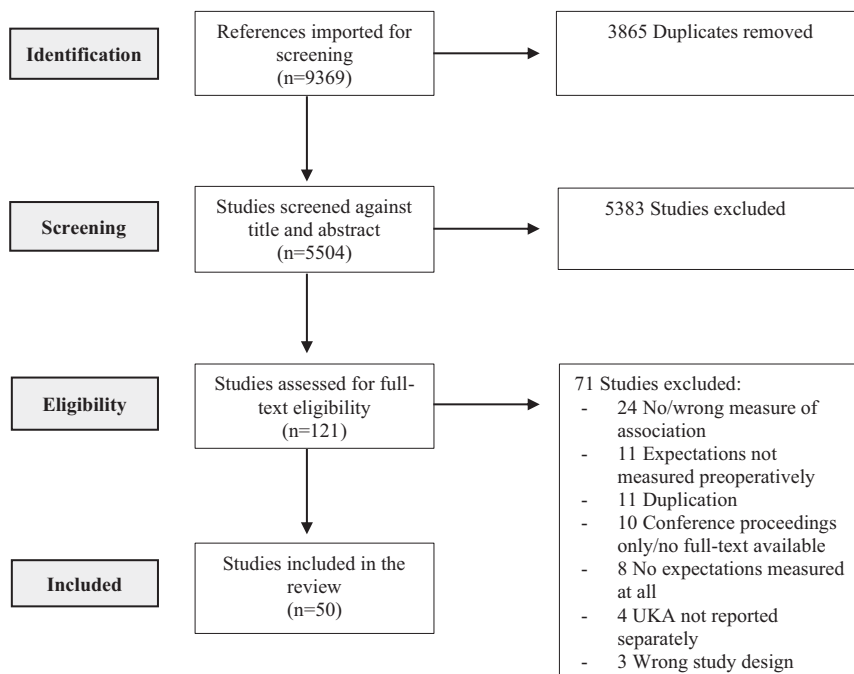 Identification
References imported for
screening
(n=9369)
3865 Duplicates removed
Screening
Studies screened against
title and abstract
(n=5504)
5383 Studies excluded
Eligibility
Studies assessed for full-
text eligibility
(n=121)
71 Studies excluded:
- 24 No/wrong measure of
association
- 11 Expectations not
measured preoperatively
- 11 Duplication
- 10 Conference proceedings
only/no full-text available
- 8 No expectations measured
at all
- 4 UKA not reported
separately
- 3 Wrong study design
Included
Studies included in the
review
(n=50)